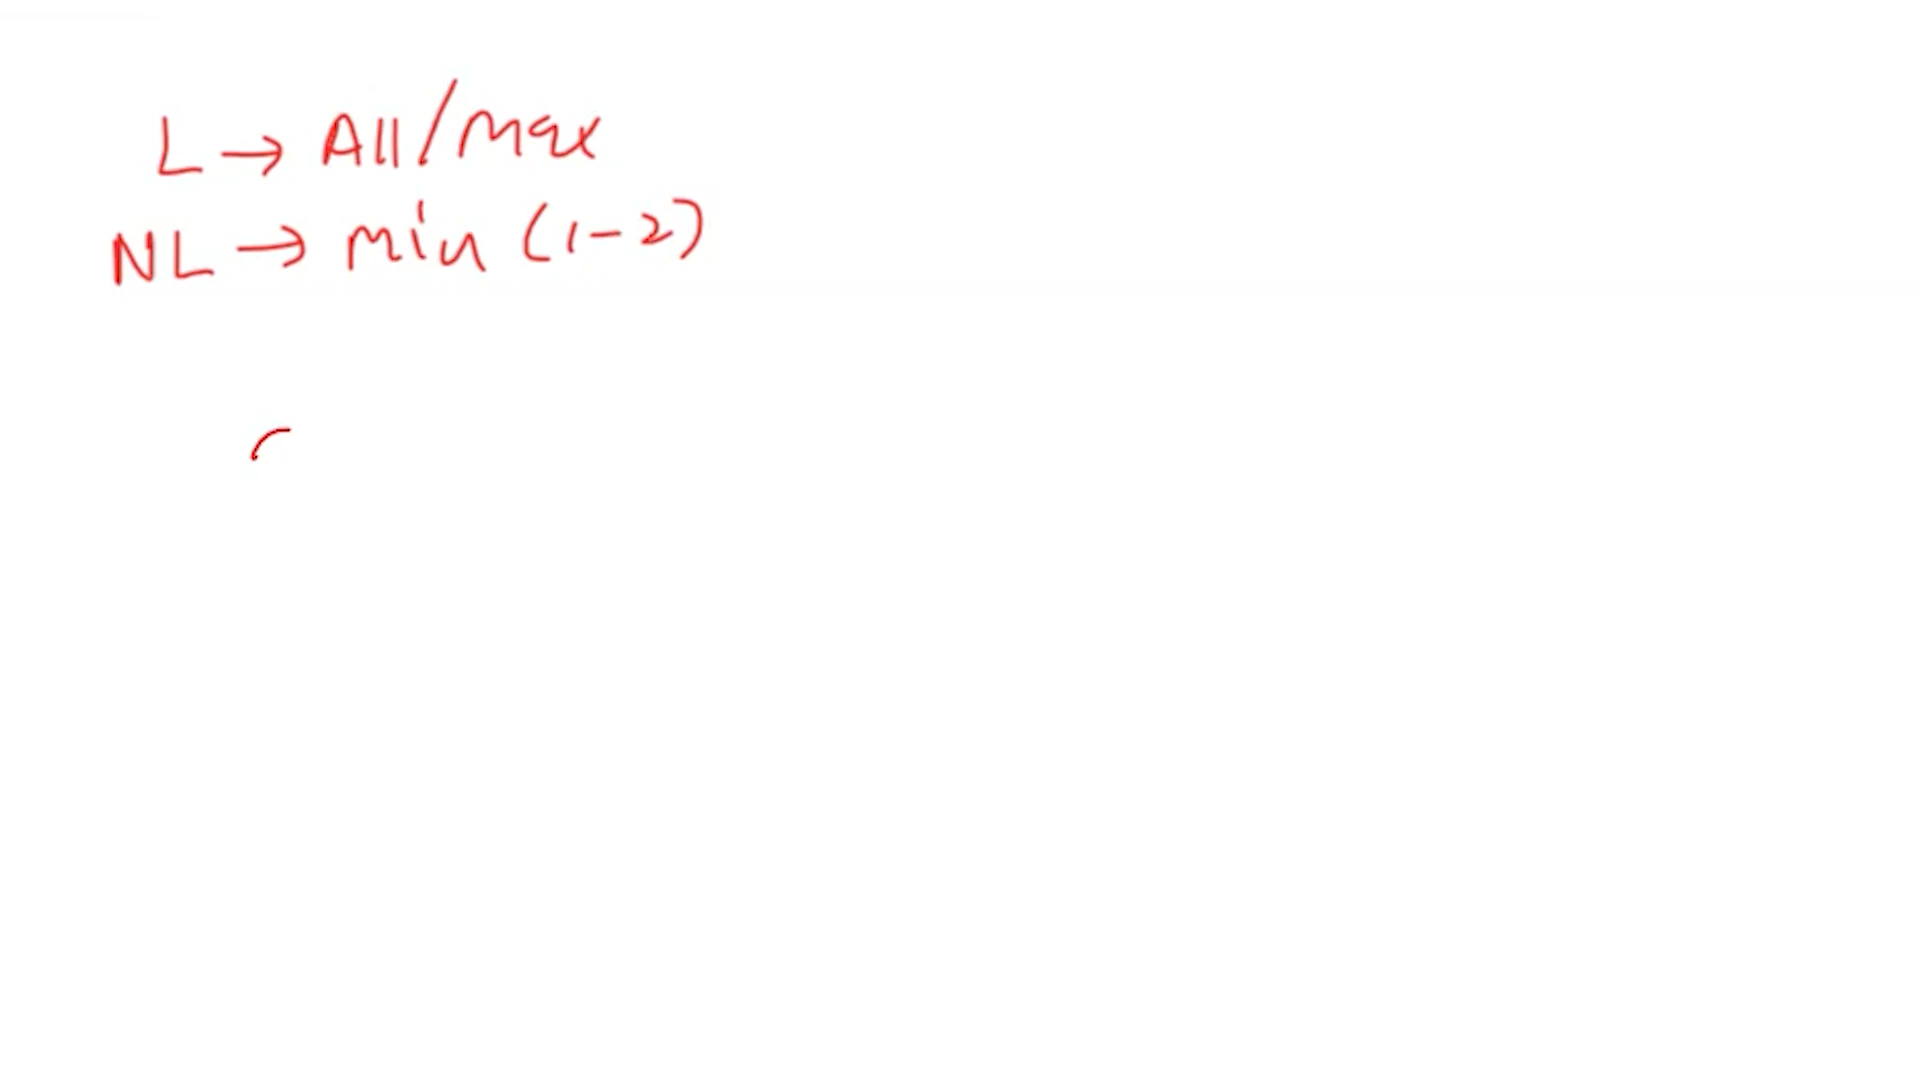 L → All/Max
NL → min (1-2)